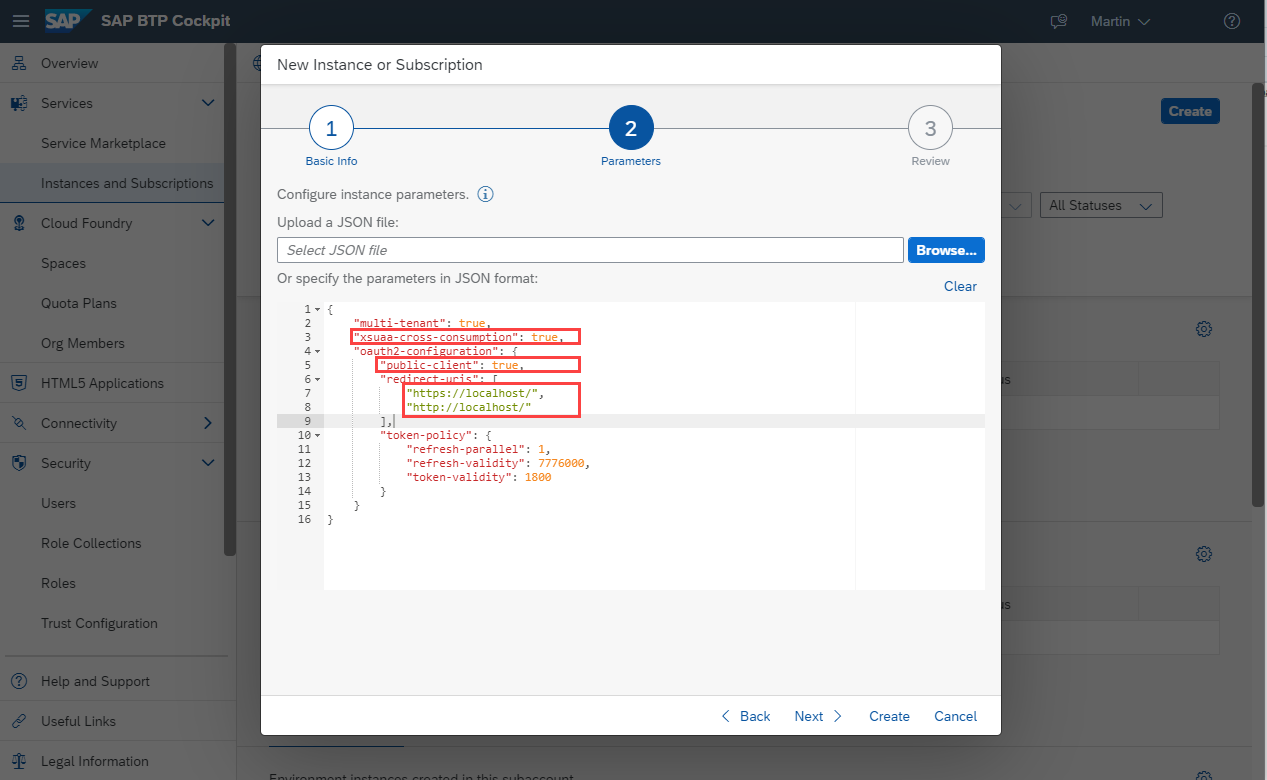 SAP SAP BTP Cockpit
Martin
Overview
Services
Service Marketplace
Instances and Subscriptions
Cloud Foundry
Spaces
Quota Plans
Org Members
HTML5 Applications
Connectivity
Security
Users
Role Collections
Roles
Trust Configuration
Help and Support
Useful Links
Legal Information
Create
All Statuses
New Instance or Subscription
1 2 3
Basic Info Parameters Review
Configure instance parameters.
Upload a JSON file:
Select JSON file Browse...
Or specify the parameters in JSON format:
Clear
1 {
2 "multi-tenant": true,
3 "xsuaa-cross-consumption": true,
4 "oauth2-configuration": {
5 "public-client": true,
6 "redirect-uris": [
7 "https://localhost/",
8 "http://localhost/"
9 ],
10 "token-policy": {
11 "refresh-parallel": 1,
12 "refresh-validity": 7776000,
13 "token-validity": 1800
14 }
15 }
16 }
Back Next Create Cancel
Environment instances created in this subaccount